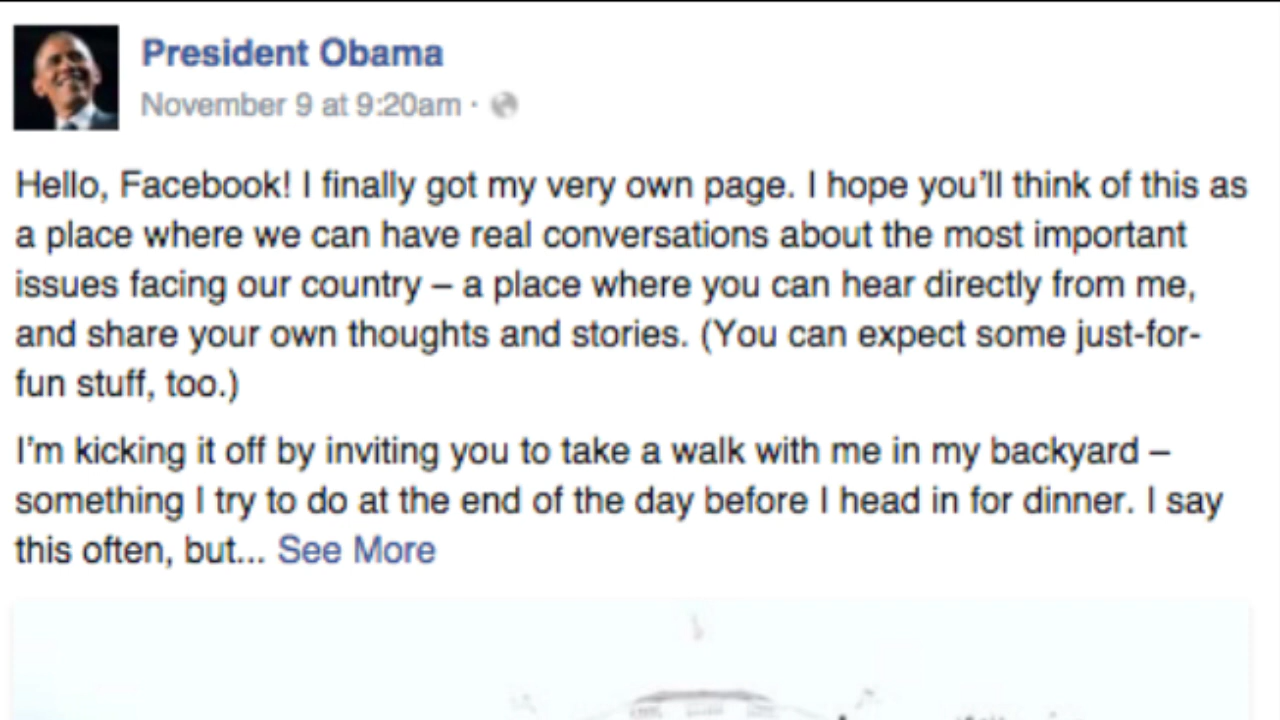 President Obama
November 9 at 9:20am ·
Hello, Facebook! I finally got my very own page. I hope you’ll think of this as
a place where we can have real conversations about the most important
issues facing our country – a place where you can hear directly from me,
and share your own thoughts and stories. (You can expect some just-for-
fun stuff, too.)
I’m kicking it off by inviting you to take a walk with me in my backyard –
something I try to do at the end of the day before I head in for dinner. I say
this often, but... See More